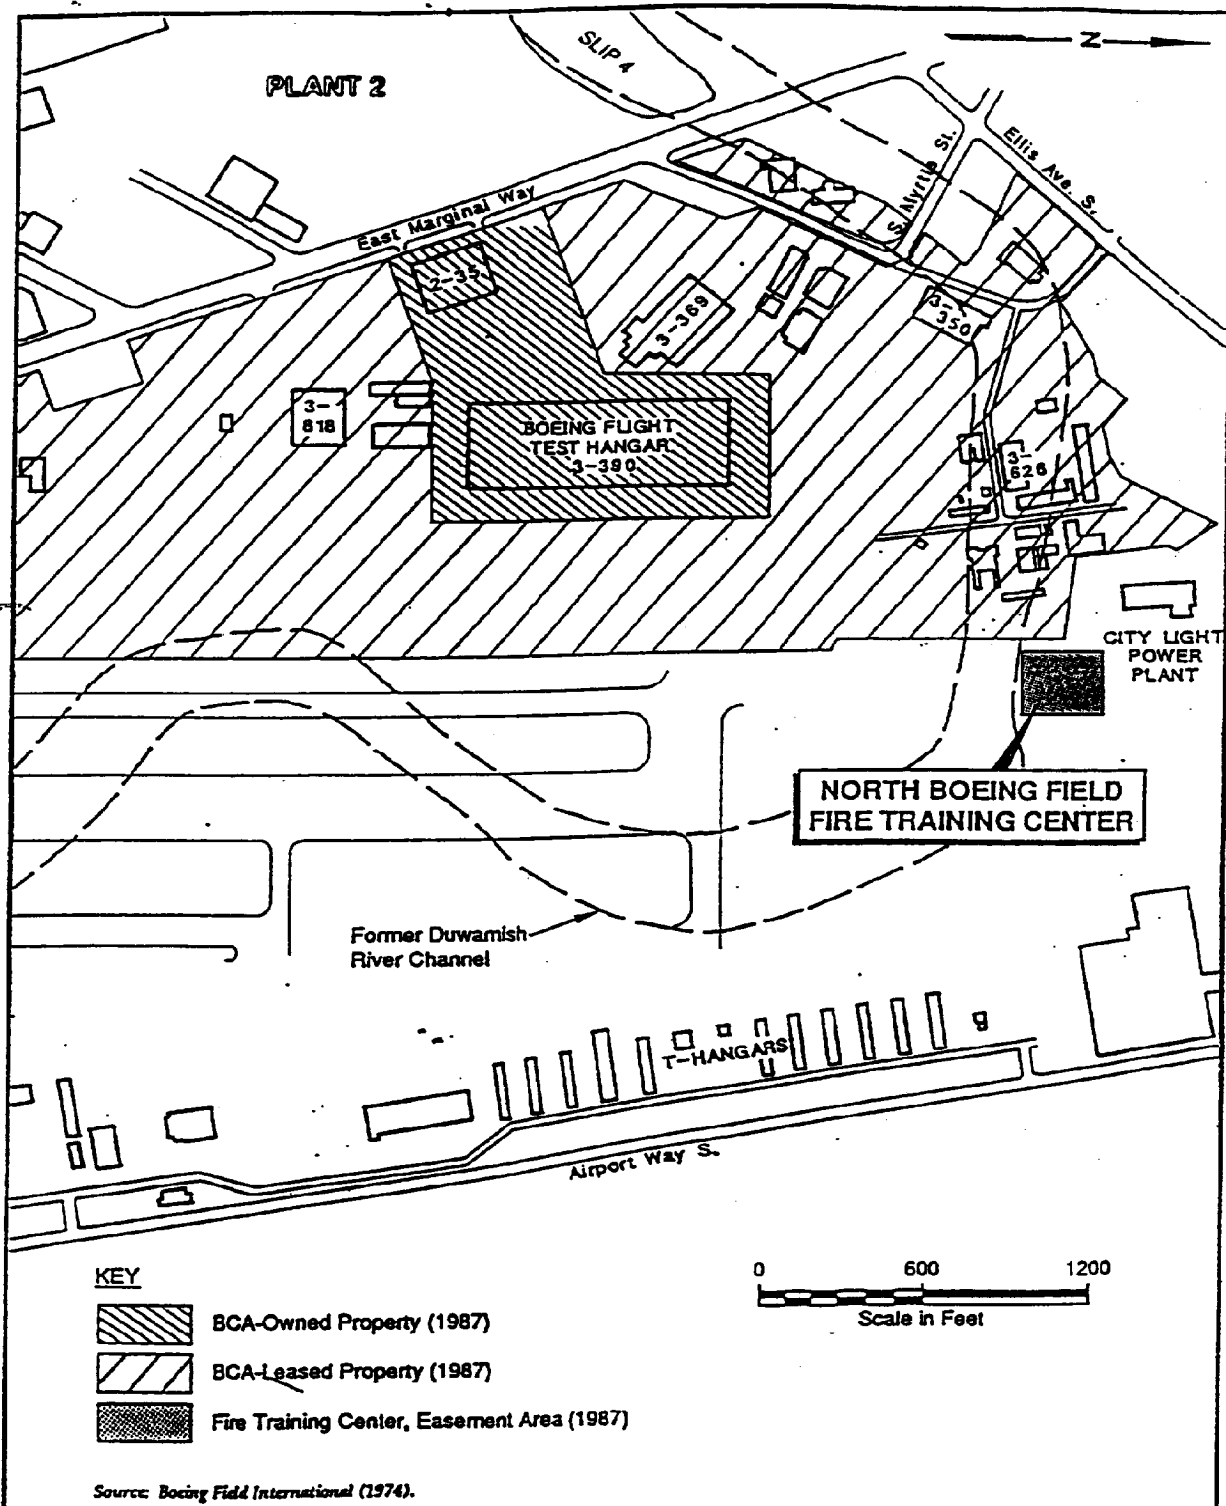 SLIP 4
N
PLANT 2
Ellis Ave. S.
S. Myrtle St.
East Marginal Way
2-35
3-369
3-
350
3-
818
BOEING FLIGHT
TEST HANGAR
3-390
3-
626
CITY LIGHT
POWER
PLANT
NORTH BOEING FIELD
FIRE TRAINING CENTER
Former Duwamish
River Channel
T-HANGARS
Airport Way S.
KEY
0 600 1200
Scale in Feet
BCA-Owned Property (1987)
BCA-Leased Property (1987)
Fire Training Center, Easement Area (1987)
Source: Boeing Field International (1974).